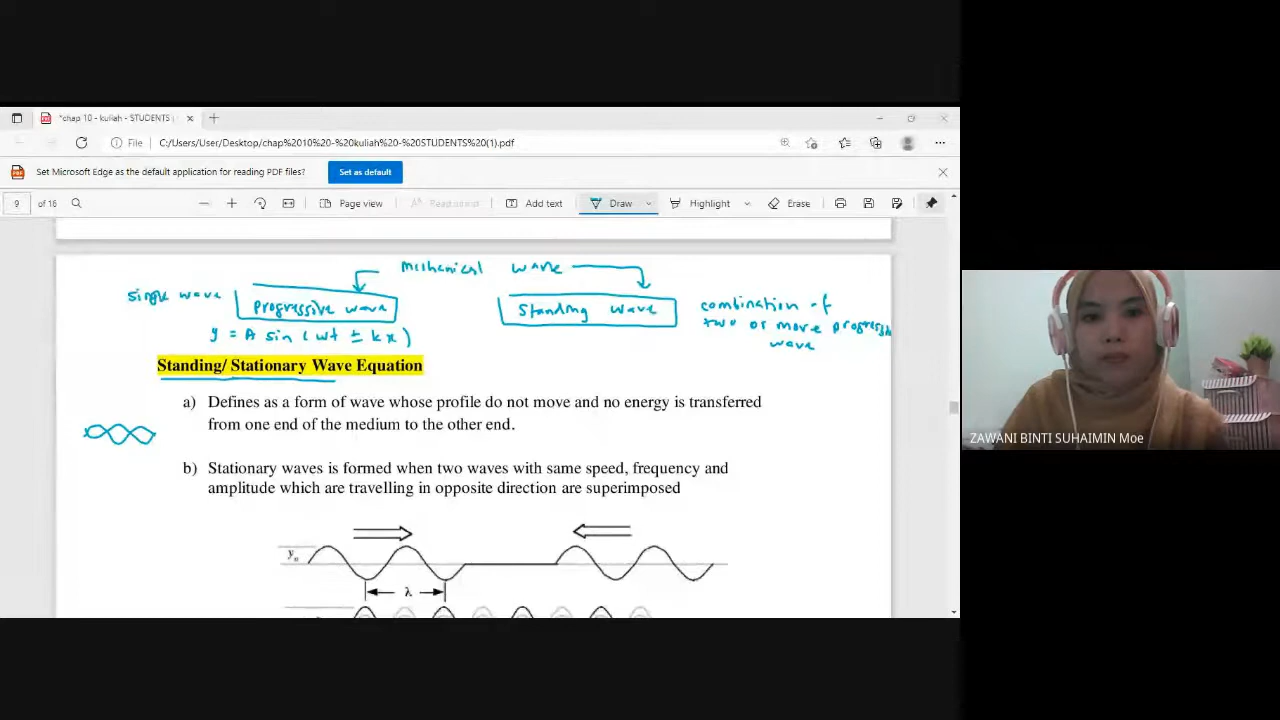 *chap 10 - kuliah - STUDENTS
File
C:/Users/User/Desktop/chap%2010%20-%20kuliah%20-%20STUDENTS%20(1).pdf
Set Microsoft Edge as the default application for reading PDF files?
Set as default
9 of 16
Page view
Read aloud
Add text
Draw
Highlight
Erase
mechanical wave
single wave
progressive wave
standing wave
combination of
two or more progressive
wave
y = A sin (wt ± kx)
Standing/ Stationary Wave Equation
a) Defines as a form of wave whose profile do not move and no energy is transferred
from one end of the medium to the other end.
b) Stationary waves is formed when two waves with same speed, frequency and
amplitude which are travelling in opposite direction are superimposed
y₀
λ
ZAWANI BINTI SUHAIMIN Moe